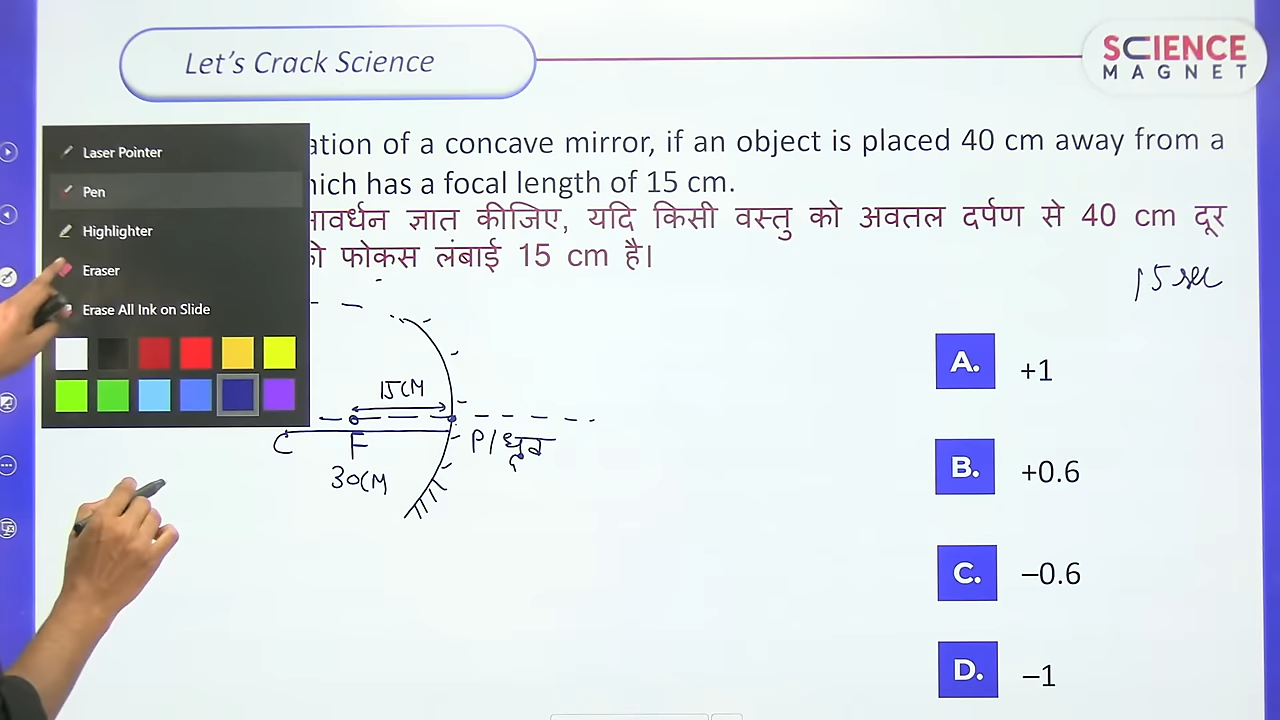 Let's Crack Science
SCIENCE
MAGNET
Laser Pointer
Pen
Highlighter
Eraser
Erase All Ink on Slide
ation of a concave mirror, if an object is placed 40 cm away from a
hich has a focal length of 15 cm.
ावर्धन ज्ञात कीजिए, यदि किसी वस्तु को अवतल दर्पण से 40 cm दूर
फोकस लंबाई 15 cm है।
15 sec
15CM
C
F
P/ध्रुव
30CM
A. +1
B. +0.6
C. –0.6
D. –1